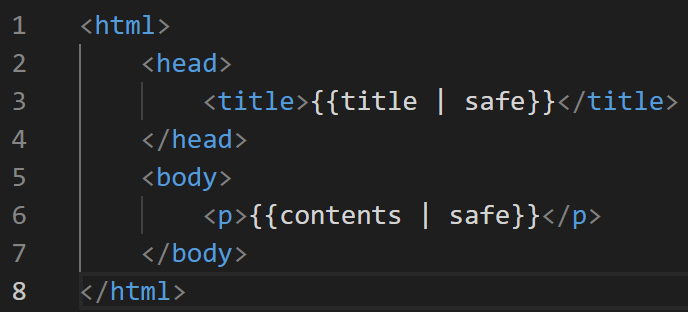 1 <html>
2     <head>
3         <title>{{title | safe}}</title>
4     </head>
5     <body>
6         <p>{{contents | safe}}</p>
7     </body>
8 </html>